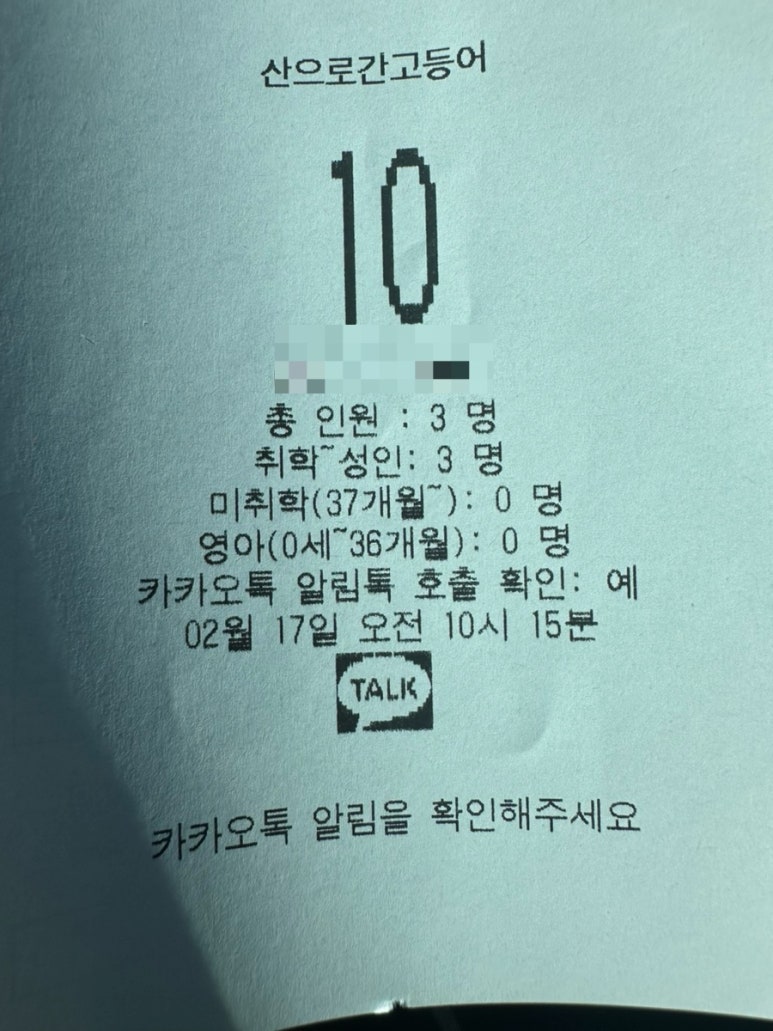 산으로간고등어
10
총 인원 : 3 명
취학~성인: 3 명
미취학(37개월~): 0 명
영아(0세~36개월): 0 명
카카오톡 알림톡 호출 확인: 예
02월 17일 오전 10시 15분
TALK
카카오톡 알림을 확인해주세요